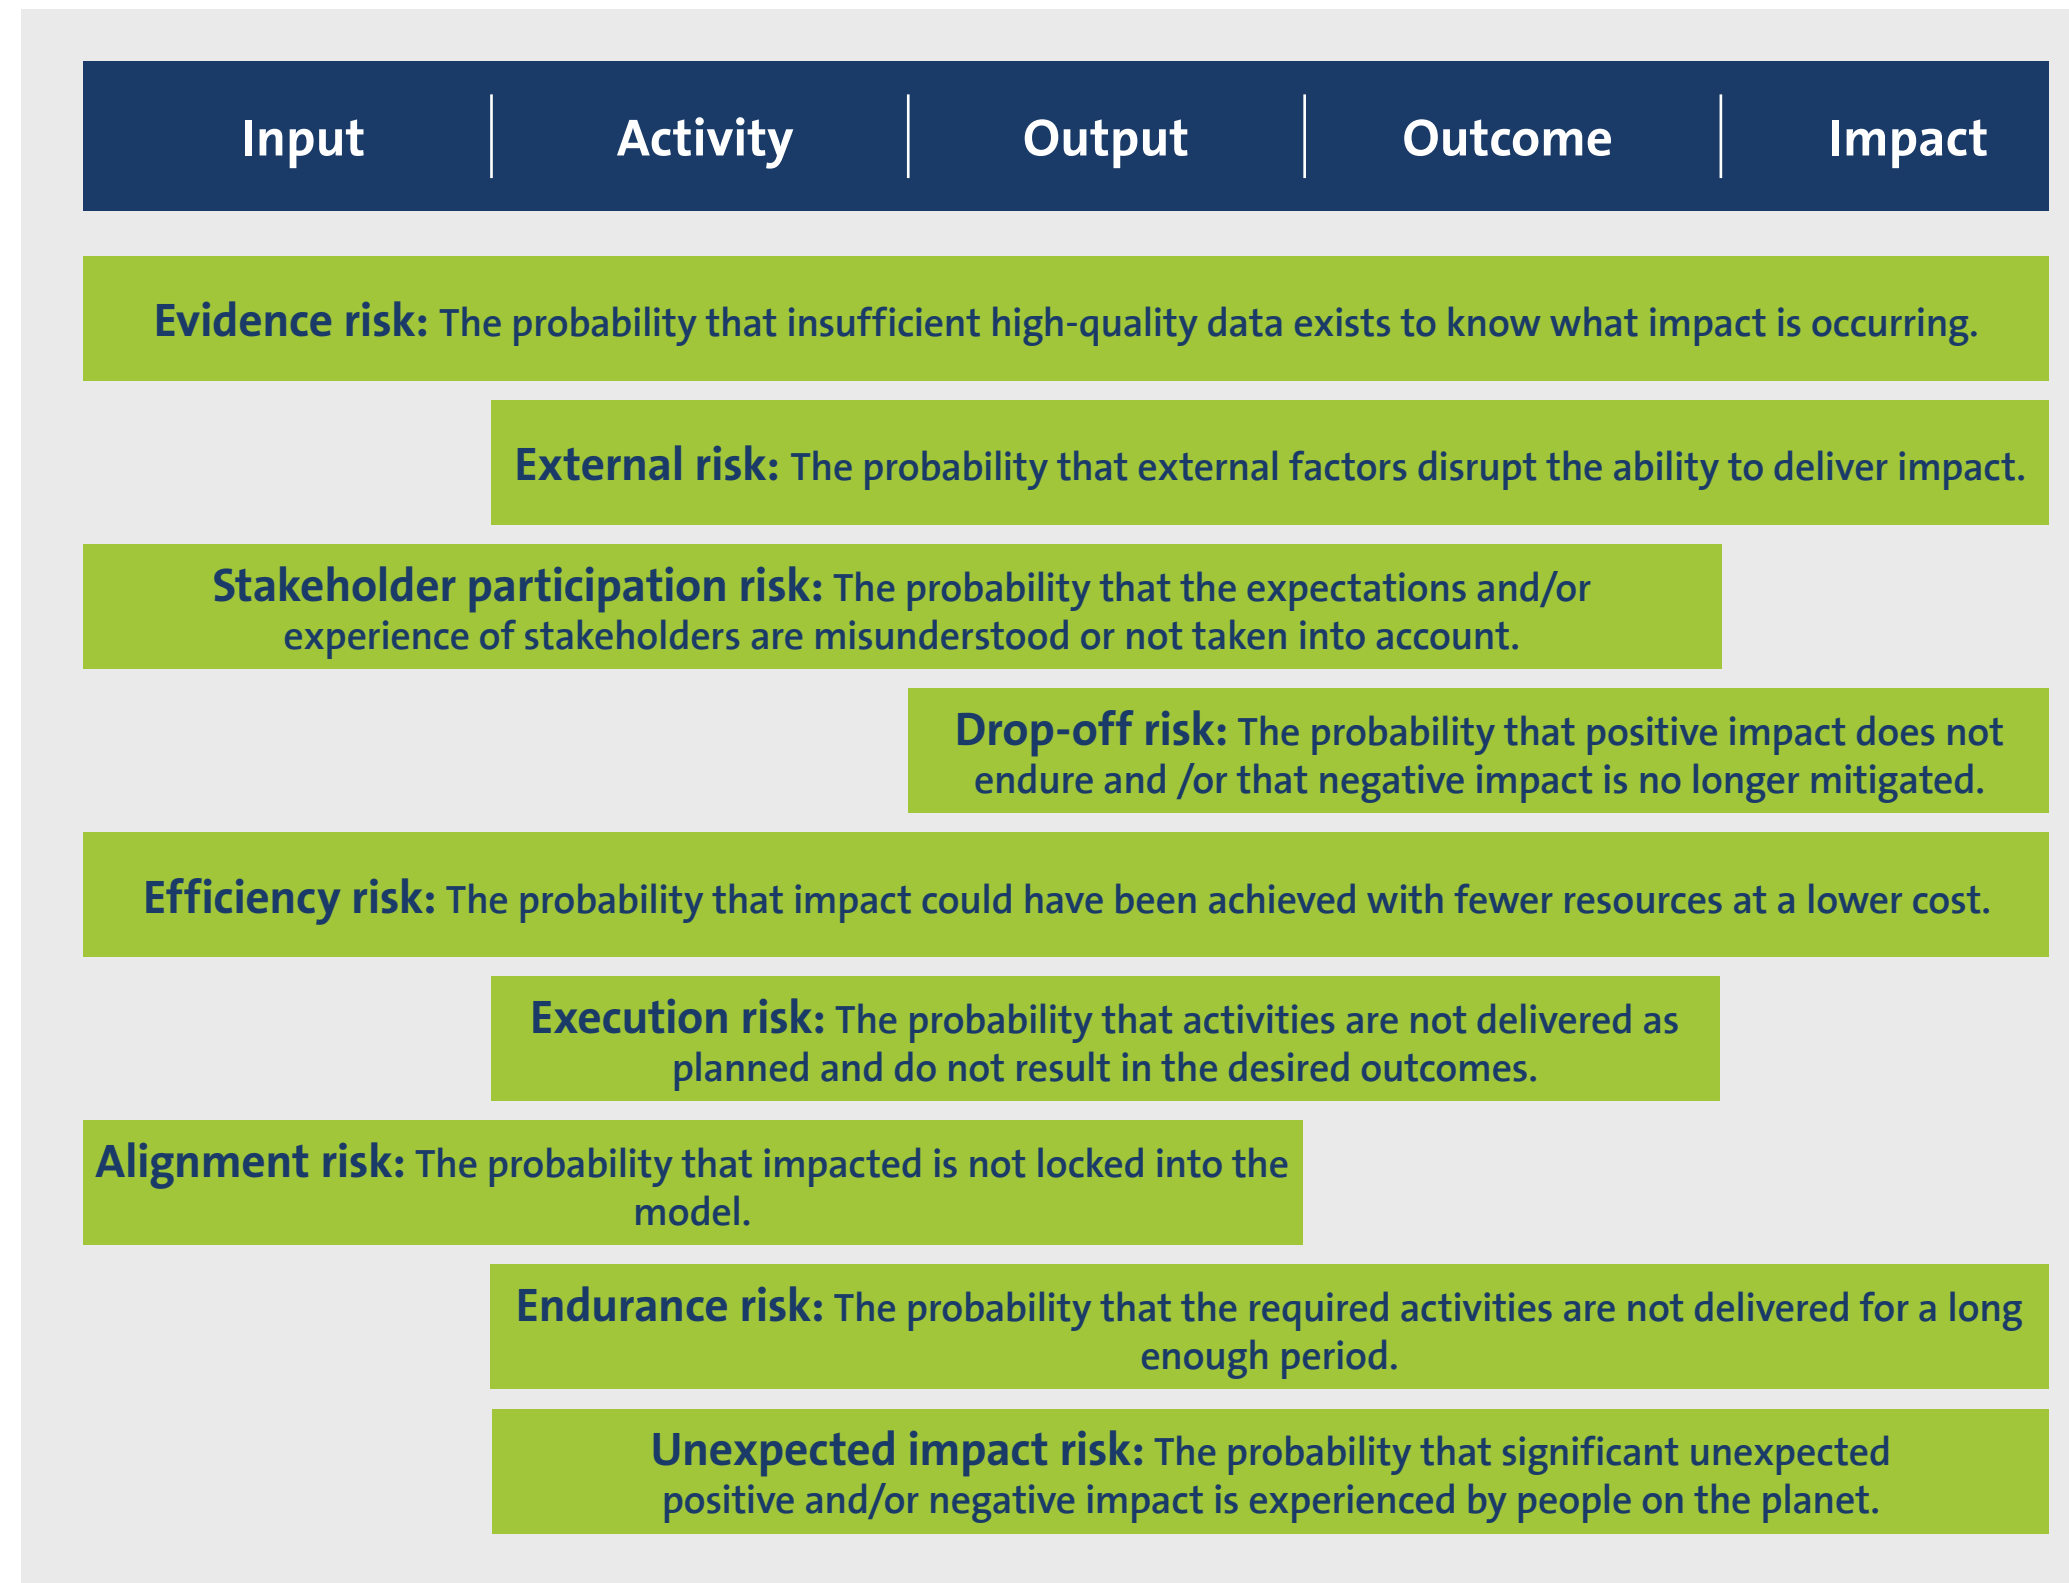 Input
Activity
Output
Outcome
Impact
Evidence risk: The probability that insufficient high-quality data exists to know what impact is occurring.
External risk: The probability that external factors disrupt the ability to deliver impact.
Stakeholder participation risk: The probability that the expectations and/or
experience of stakeholders are misunderstood or not taken into account.
Drop-off risk: The probability that positive impact does not
endure and /or that negative impact is no longer mitigated.
Efficiency risk: The probability that impact could have been achieved with fewer resources at a lower cost.
Execution risk: The probability that activities are not delivered as
planned and do not result in the desired outcomes.
Alignment risk: The probability that impacted is not locked into the
model.
Endurance risk: The probability that the required activities are not delivered for a long
enough period.
Unexpected impact risk: The probability that significant unexpected
positive and/or negative impact is experienced by people on the planet.